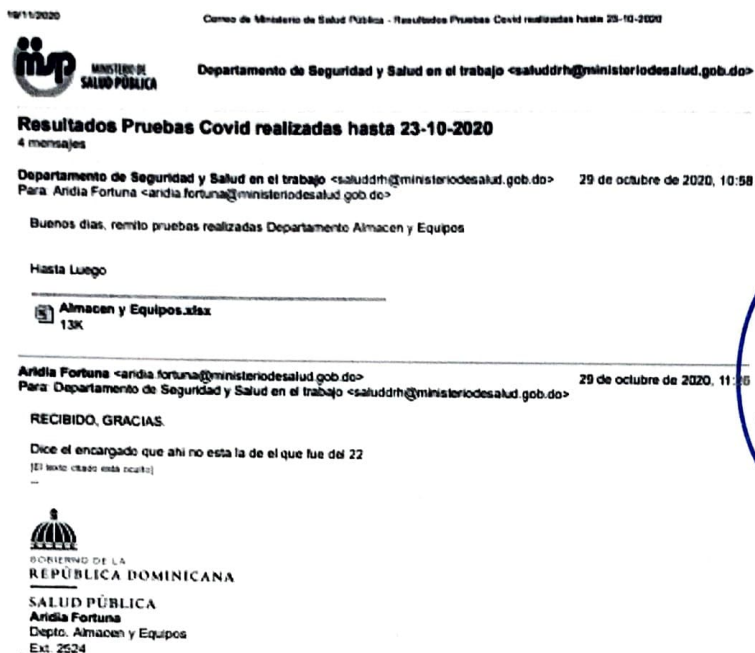 19/11/2020
Correo de Ministerio de Salud Pública - Resultados Pruebas Covid realizadas hasta 23-10-2020
msp
MINISTERIO DE
SALUD PÚBLICA
Departamento de Seguridad y Salud en el trabajo <saluddrh@ministeriodesalud.gob.do>
Resultados Pruebas Covid realizadas hasta 23-10-2020
4 mensajes
Departamento de Seguridad y Salud en el trabajo <saluddrh@ministeriodesalud.gob.do> 29 de octubre de 2020, 10:58
Para: Aridia Fortuna <aridia.fortuna@ministeriodesalud.gob.do>
Buenos dias, remito pruebas realizadas Departamento Almacen y Equipos
Hasta Luego
Almacen y Equipos.xlsx
13K
Aridia Fortuna <aridia.fortuna@ministeriodesalud.gob.do> 29 de octubre de 2020, 11:26
Para: Departamento de Seguridad y Salud en el trabajo <saluddrh@ministeriodesalud.gob.do>
RECIBIDO, GRACIAS.
Dice el encargado que ahi no esta la de el que fue del 22
[El texto citado está oculto]
--
GOBIERNO DE LA
REPÚBLICA DOMINICANA
SALUD PÚBLICA
Aridia Fortuna
Depto. Almacen y Equipos
Ext. 2524